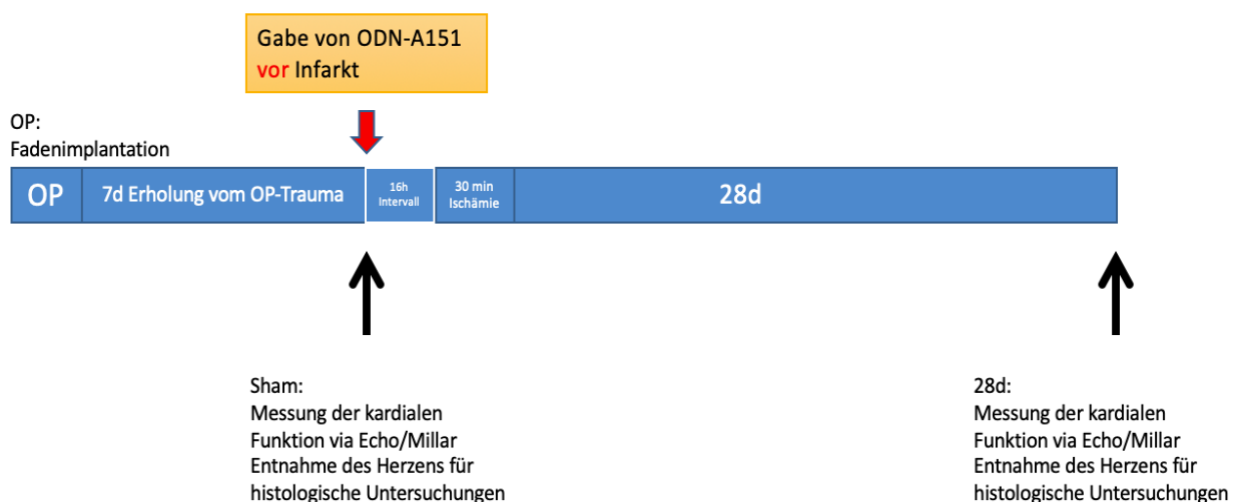 Gabe von ODN-A151
vor Infarkt
OP:
Fadenimplantation
OP
7d Erholung vom OP-Trauma
16h
Intervall
30 min
Ischämie
28d
Sham:
Messung der kardialen
Funktion via Echo/Millar
Entnahme des Herzens für
histologische Untersuchungen
28d:
Messung der kardialen
Funktion via Echo/Millar
Entnahme des Herzens für
histologische Untersuchungen